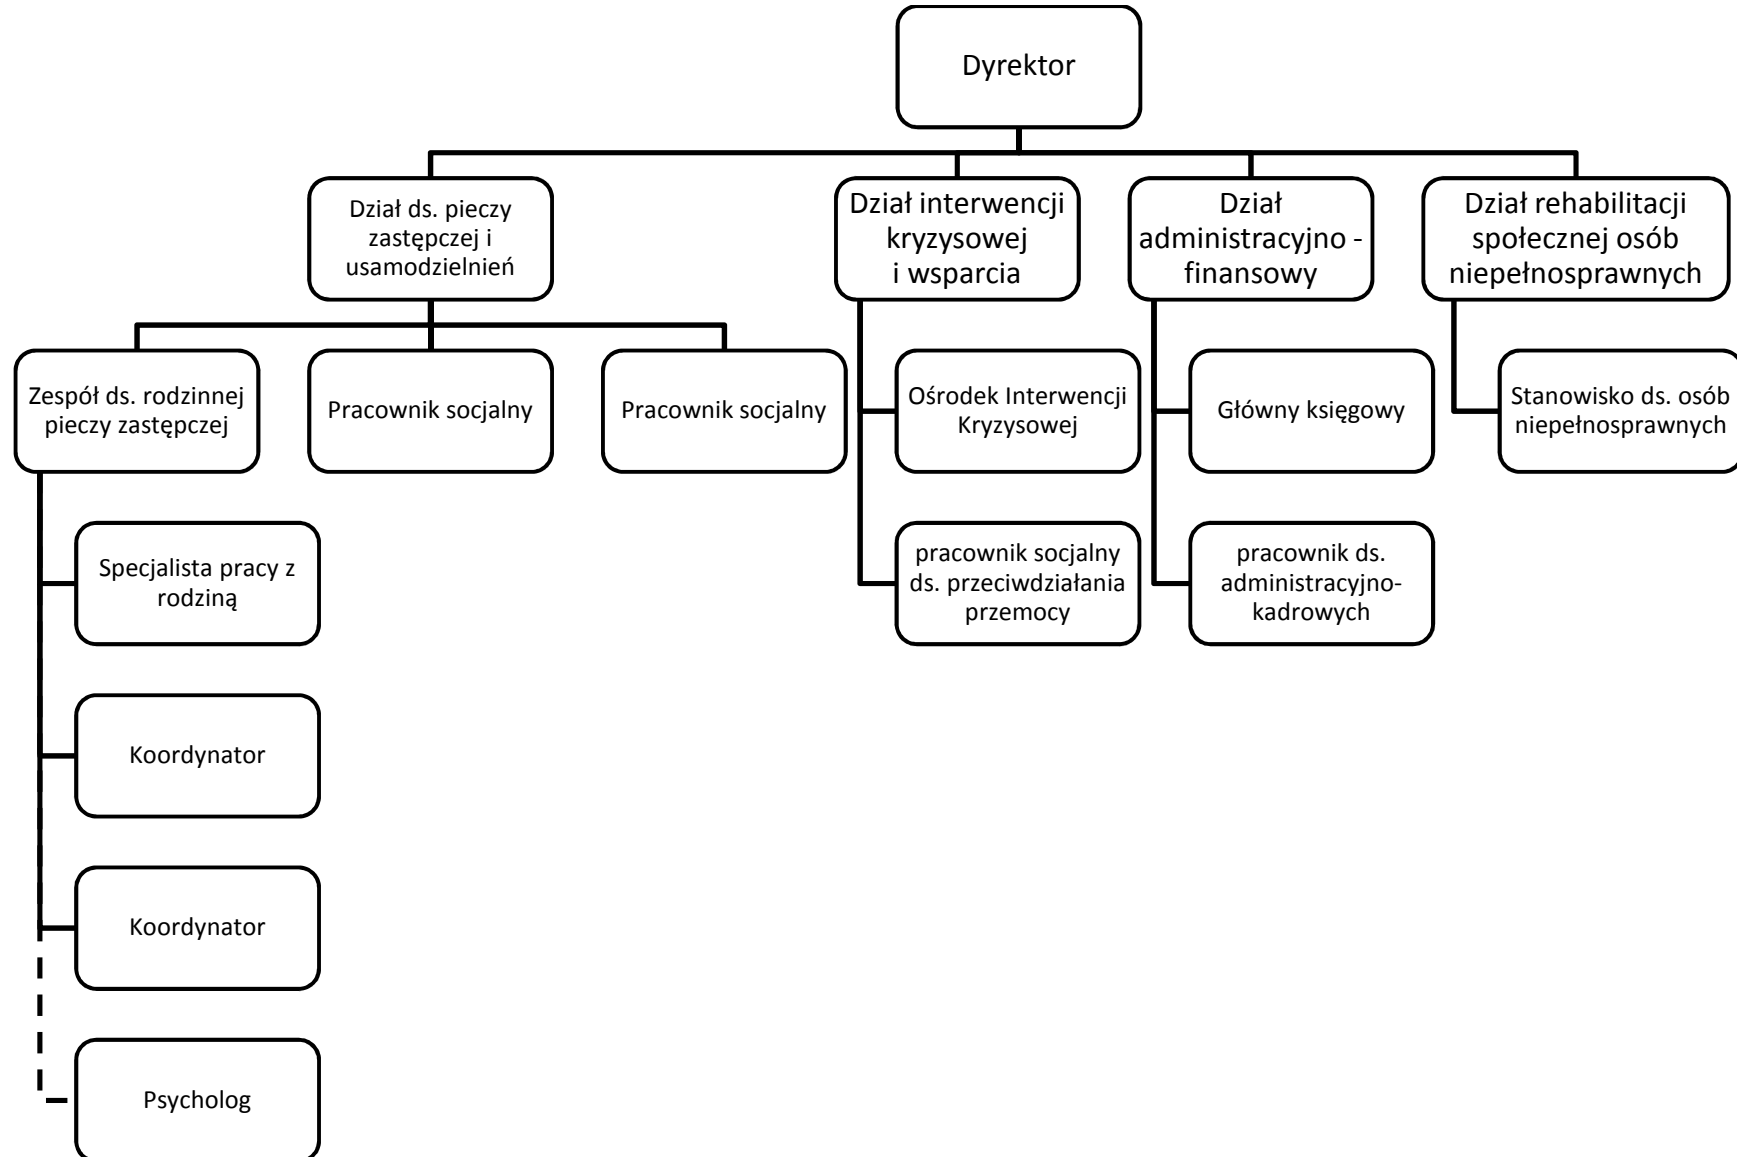 Dyrektor
Dział ds. pieczy
zastępczej i
usamodzielnień
Dział interwencji
kryzysowej
i wsparcia
Dział
administracyjno -
finansowy
Dział rehabilitacji
społecznej osób
niepełnosprawnych
Zespół ds. rodzinnej
pieczy zastępczej
Pracownik socjalny
Pracownik socjalny
Ośrodek Interwencji
Kryzysowej
Główny księgowy
Stanowisko ds. osób
niepełnosprawnych
Specjalista pracy z
rodziną
pracownik socjalny
ds. przeciwdziałania
przemocy
pracownik ds.
administracyjno-
kadrowych
Koordynator
Koordynator
Psycholog